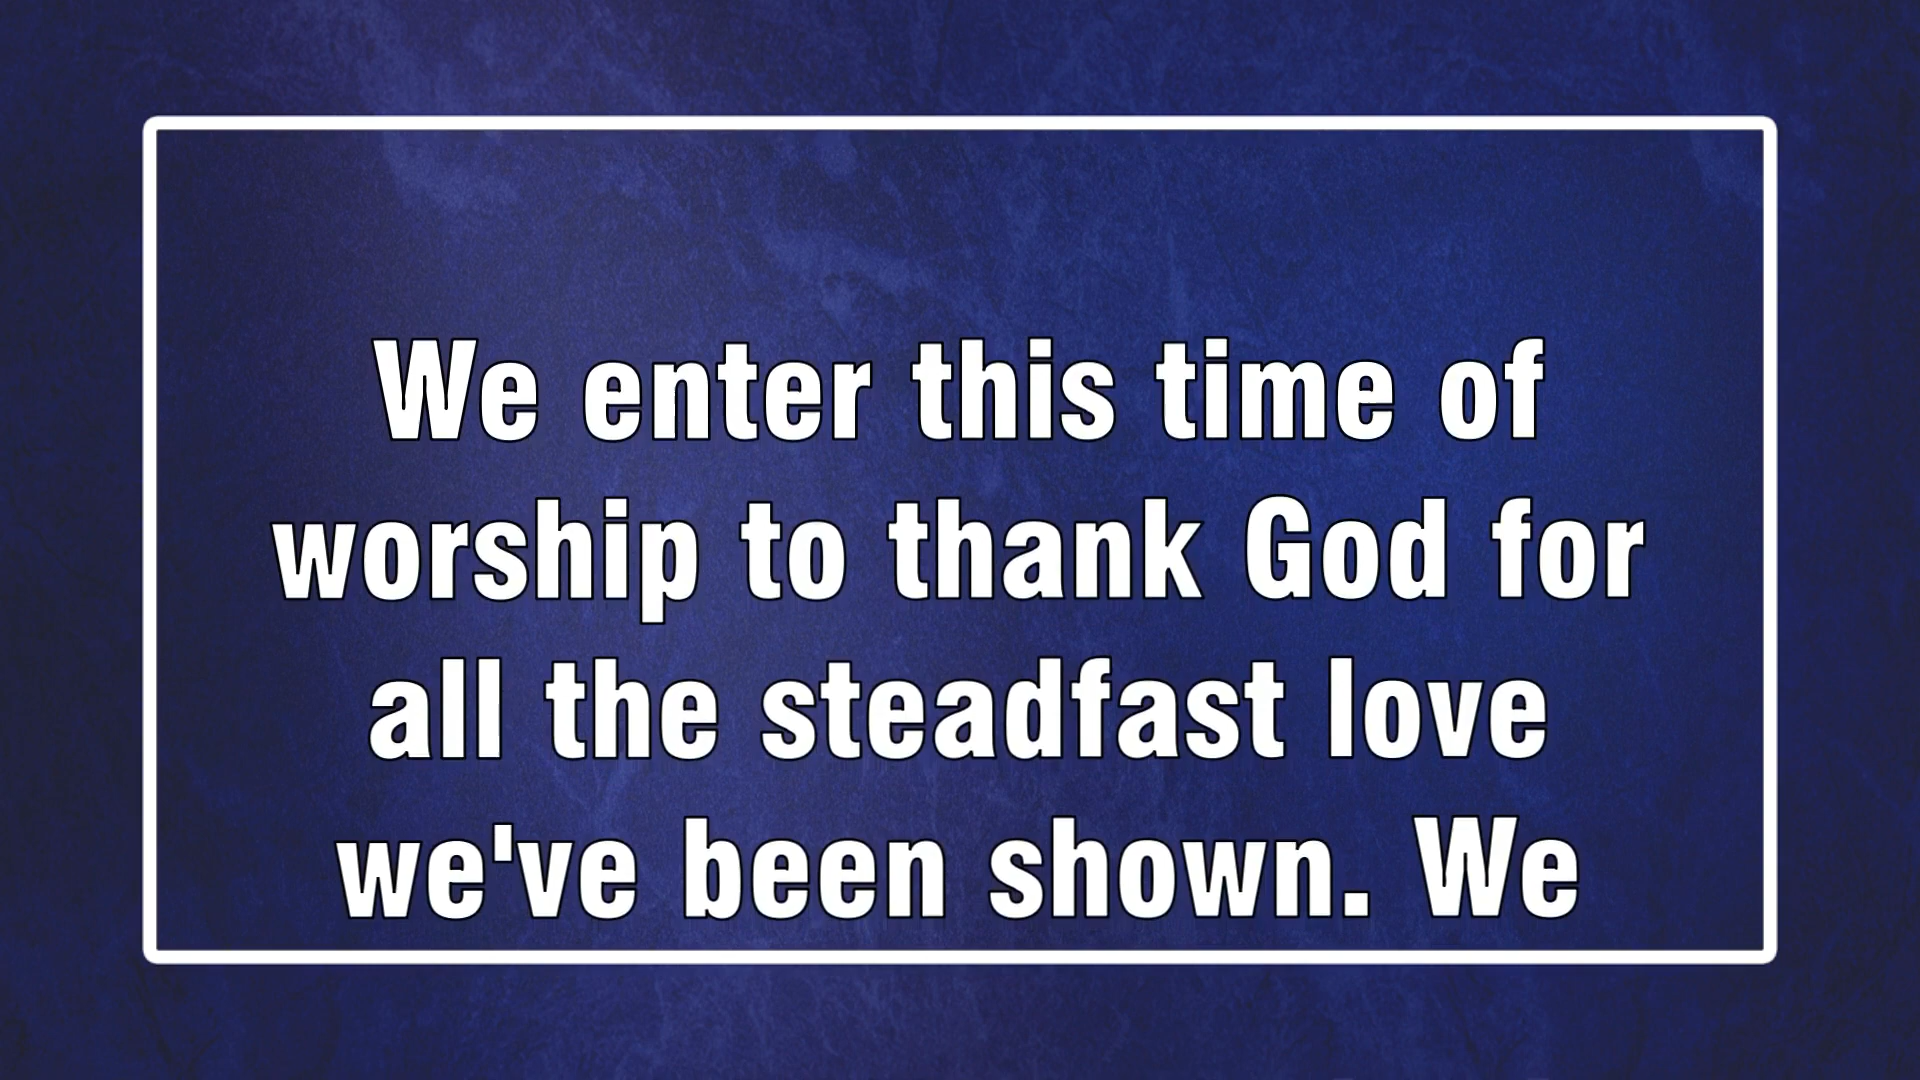 We enter this time of
worship to thank God for
all the steadfast love
we've been shown. We